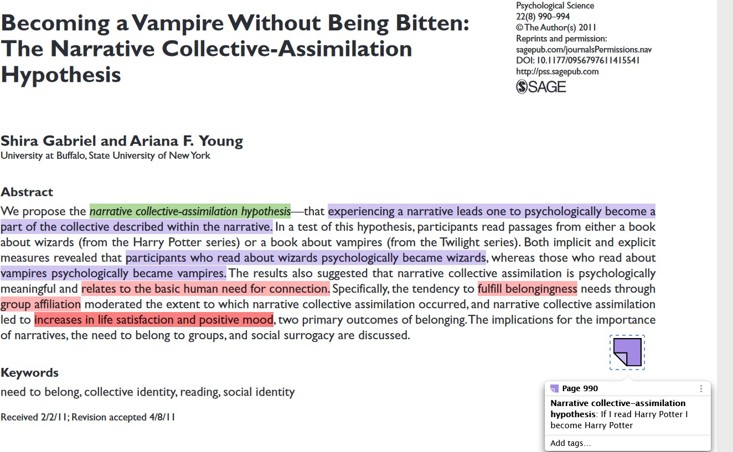 Becoming a Vampire Without Being Bitten:
The Narrative Collective-Assimilation
Hypothesis
Psychological Science
22(8) 990–994
© The Author(s) 2011
Reprints and permission:
sagepub.com/journalsPermissions.nav
DOI: 10.1177/0956797611415541
http://pss.sagepub.com
SAGE
Shira Gabriel and Ariana F. Young
University at Buffalo, State University of New York
Abstract
We propose the narrative collective-assimilation hypothesis—that experiencing a narrative leads one to psychologically become a
part of the collective described within the narrative. In a test of this hypothesis, participants read passages from either a book
about wizards (from the Harry Potter series) or a book about vampires (from the Twilight series). Both implicit and explicit
measures revealed that participants who read about wizards psychologically became wizards, whereas those who read about
vampires psychologically became vampires. The results also suggested that narrative collective assimilation is psychologically
meaningful and relates to the basic human need for connection. Specifically, the tendency to fulfill belongingness needs through
group affiliation moderated the extent to which narrative collective assimilation occurred, and narrative collective assimilation
led to increases in life satisfaction and positive mood, two primary outcomes of belonging. The implications for the importance
of narratives, the need to belong to groups, and social surrogacy are discussed.
Keywords
need to belong, collective identity, reading, social identity
Received 2/2/11; Revision accepted 4/8/11
Page 990
Narrative collective-assimilation
hypothesis: If I read Harry Potter I
become Harry Potter
Add tags...